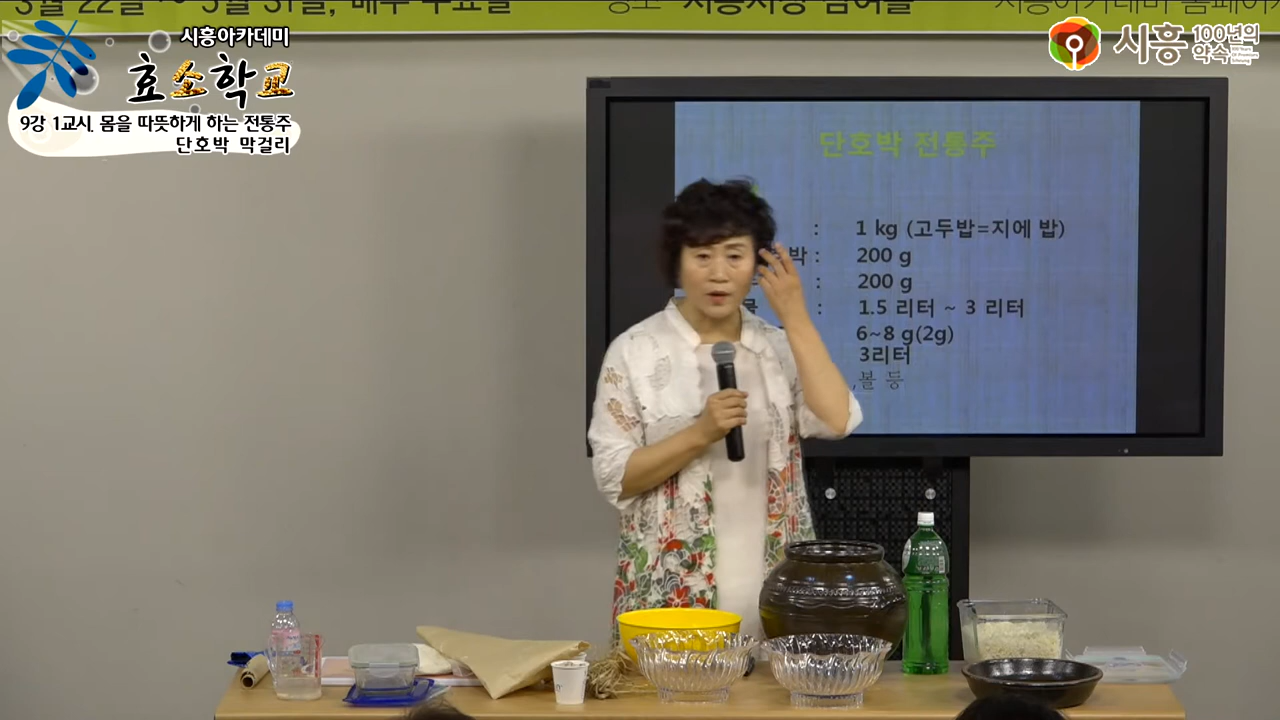 시흥아카데미
효소학교
9강 1교시. 몸을 따뜻하게 하는 전통주
단호박 막걸리
시흥 100년의
약속
단호박 전통주
: 1 kg (고두밥=지에 밥)
박 : 200 g
: 200 g
물 : 1.5 리터 ~ 3 리터
6~8 g(2g)
3리터
,볼 등